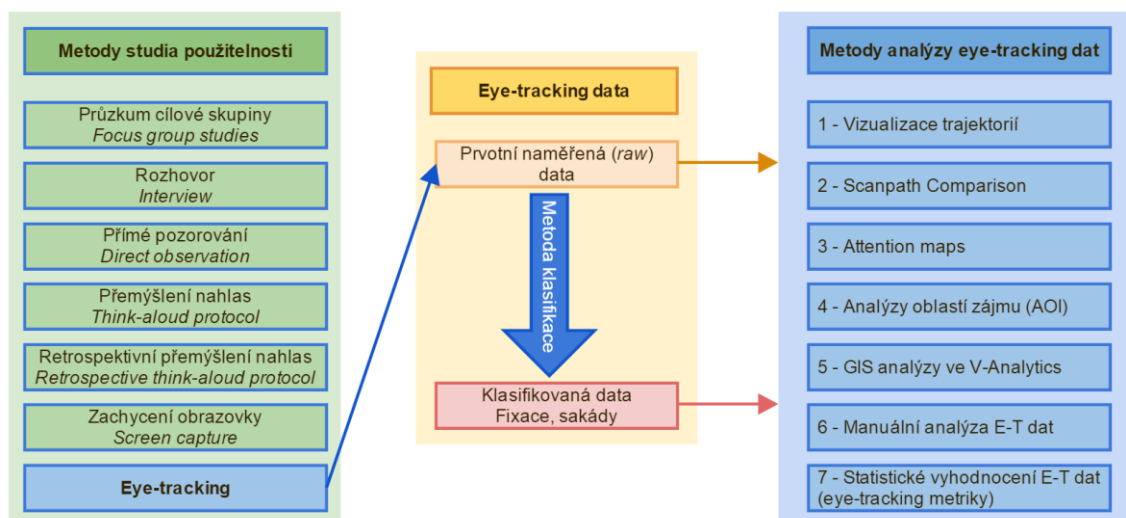 Metody studia použitelnosti
Průzkum cílové skupiny
Focus group studies
Rozhovor
Interview
Přímé pozorování
Direct observation
Přemýšlení nahlas
Think-aloud protocol
Retrospektivní přemýšlení nahlas
Retrospective think-aloud protocol
Zachycení obrazovky
Screen capture
Eye-tracking
Eye-tracking data
Prvotní naměřená (raw)
data
Metoda klasifikace
Klasifikovaná data
Fixace, sakády
Metody analýzy eye-tracking dat
1 - Vizualizace trajektorií
2 - Scanpath Comparison
3 - Attention maps
4 - Analýzy oblastí zájmu (AOI)
5 - GIS analýzy ve V-Analytics
6 - Manuální analýza E-T dat
7 - Statistické vyhodnocení E-T dat
(eye-tracking metriky)